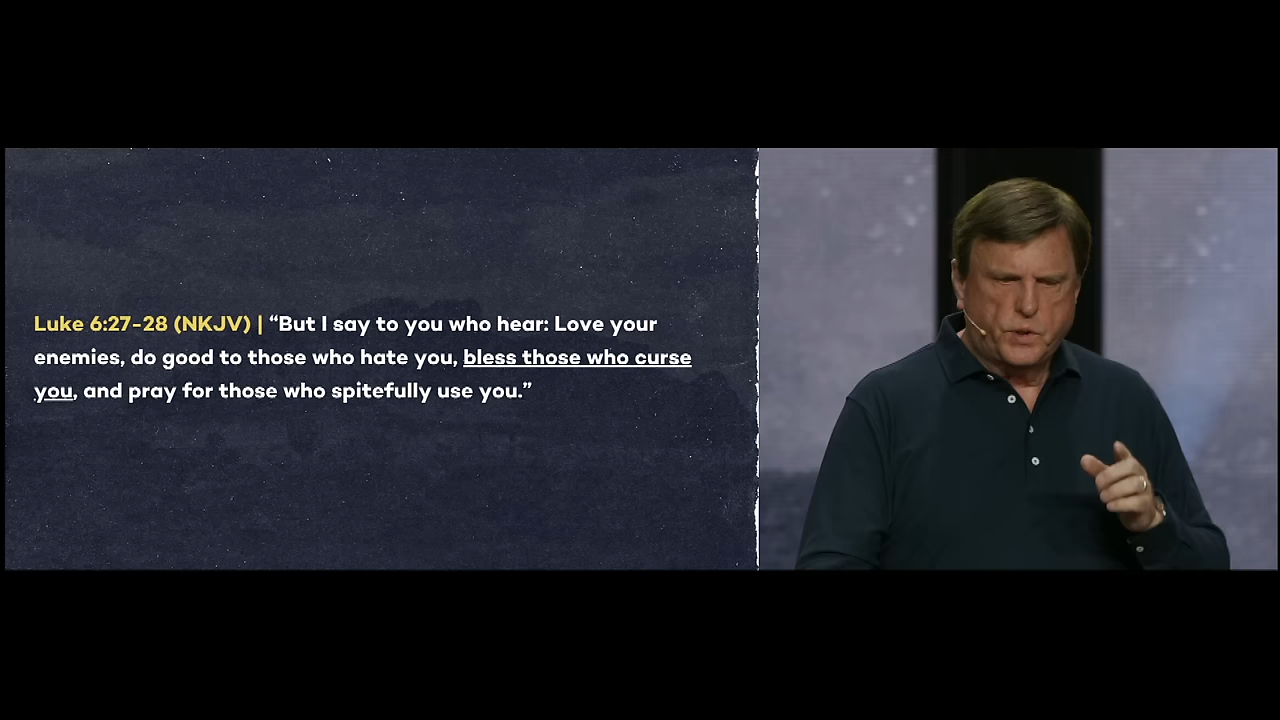 Luke 6:27-28 (NKJV) | “But I say to you who hear: Love your
enemies, do good to those who hate you, bless those who curse
you, and pray for those who spitefully use you.”